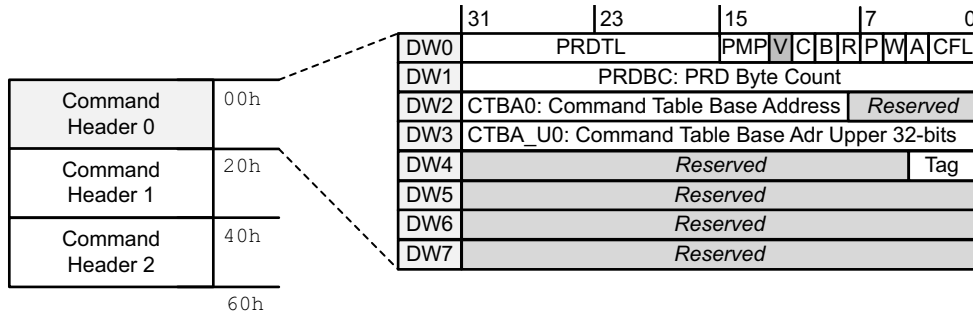 31 23 15 7 0
DW0 PRDTL PMP V C B R P W A CFL
DW1 PRDBC: PRD Byte Count
DW2 CTBA0: Command Table Base Address Reserved
DW3 CTBA_U0: Command Table Base Adr Upper 32-bits
DW4 Reserved Tag
DW5 Reserved
DW6 Reserved
DW7 Reserved
Command
Header 0
00h
Command
Header 1
20h
Command
Header 2
40h
60h